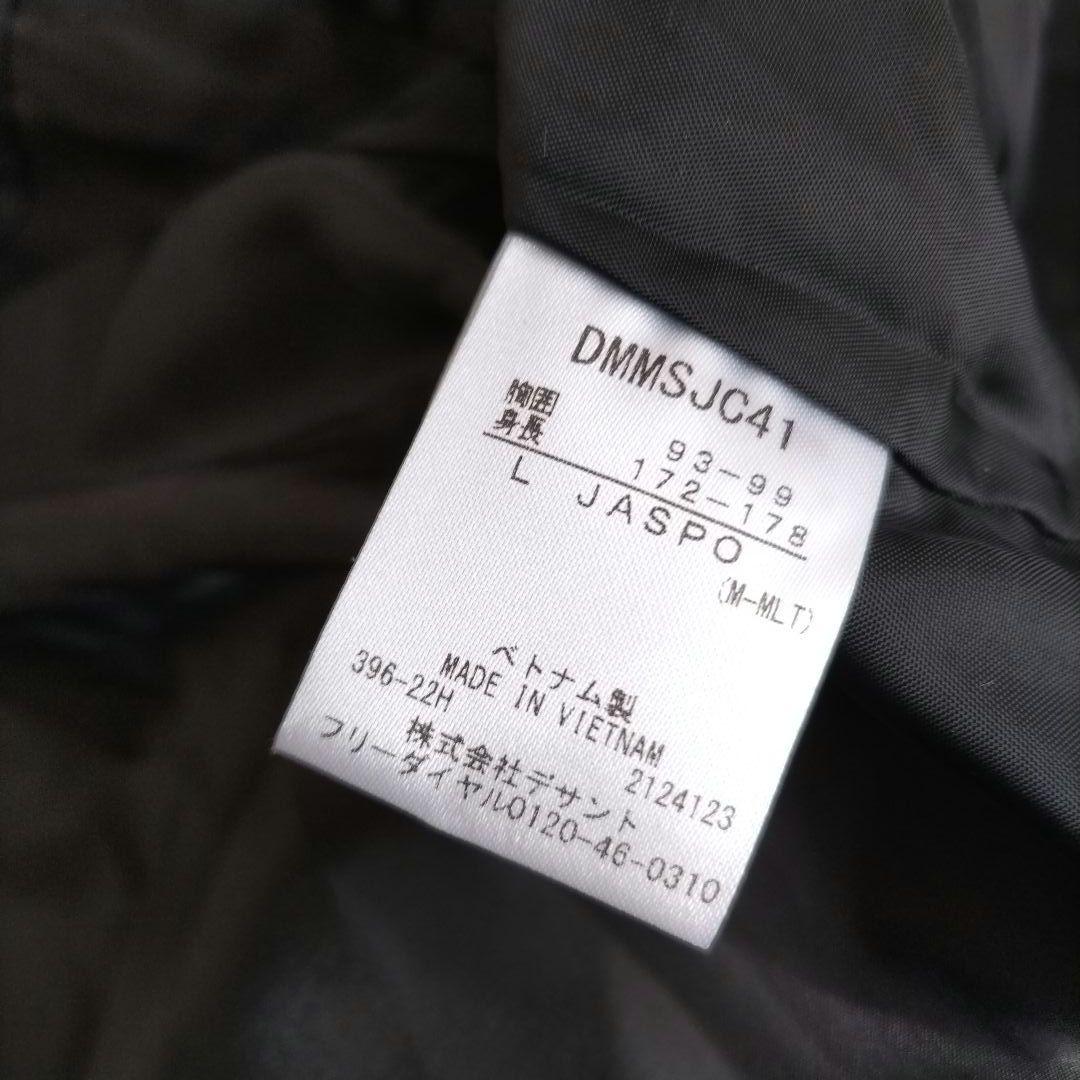 DMMSJC41
胸囲 93-99
身長 172-178
L JASPO
(M-MLT)
ベトナム製
MADE IN VIETNAM
396-22H 2124123
株式会社デサント
フリーダイヤル0120-46-0310